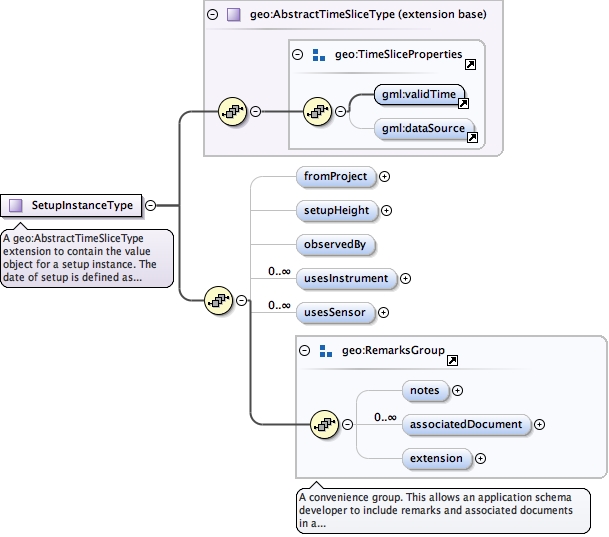 geo:AbstractTimeSliceType (extension base)
geo:TimeSliceProperties
gml:validTime
gml:dataSource
SetupInstanceType
A geo:AbstractTimeSliceType
extension to contain the value
object for a setup instance. The
date of setup is defined as...
fromProject
setupHeight
observedBy
0..∞
usesInstrument
0..∞
usesSensor
geo:RemarksGroup
notes
0..∞
associatedDocument
extension
A convenience group. This allows an application schema
developer to include remarks and associated documents
in a...